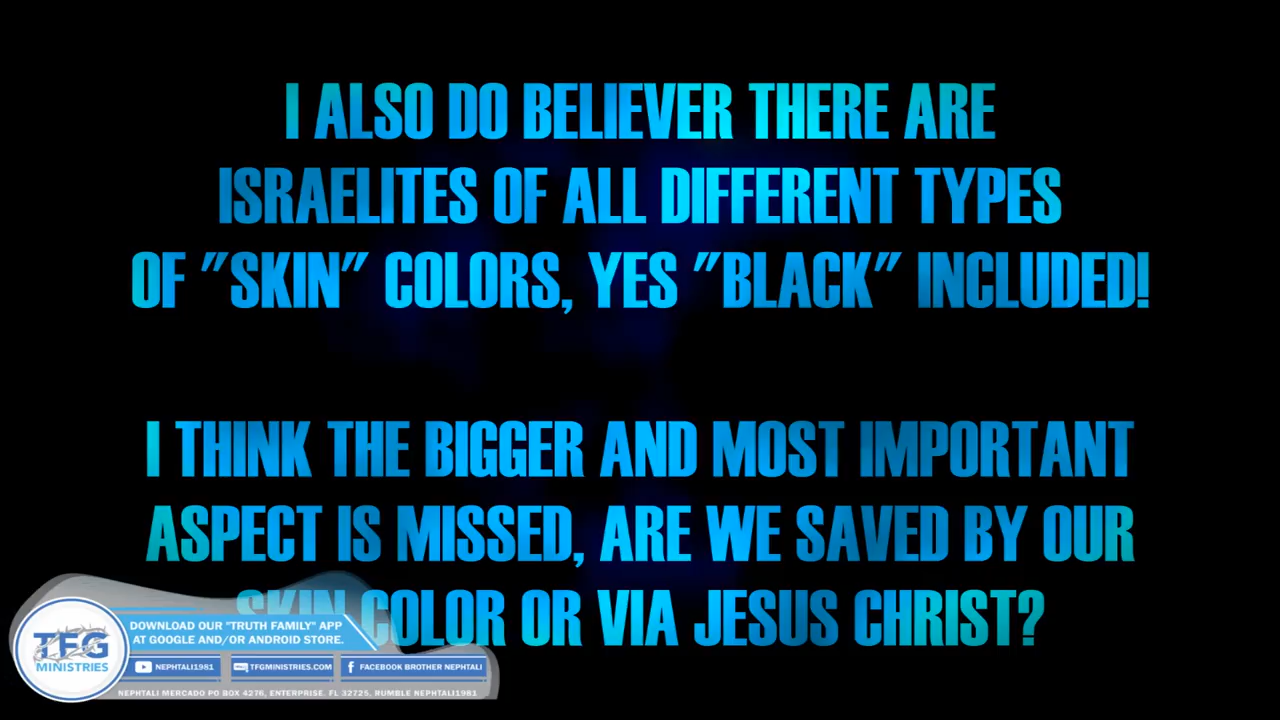 I ALSO DO BELIEVER THERE ARE
ISRAELITES OF ALL DIFFERENT TYPES
OF "SKIN" COLORS, YES "BLACK" INCLUDED!
I THINK THE BIGGER AND MOST IMPORTANT
ASPECT IS MISSED, ARE WE SAVED BY OUR
SKIN COLOR OR VIA JESUS CHRIST?
DOWNLOAD OUR "TRUTH FAMILY" APP
AT GOOGLE AND/OR ANDROID STORE.
TFG
MINISTRIES
NEPHTALI1981 TFGMINISTRIES.COM FACEBOOK BROTHER NEPHTALI
NEPHTALI MERCADO PO BOX 4276, ENTERPRISE. FL 32725. RUMBLE NEPHTALI1981